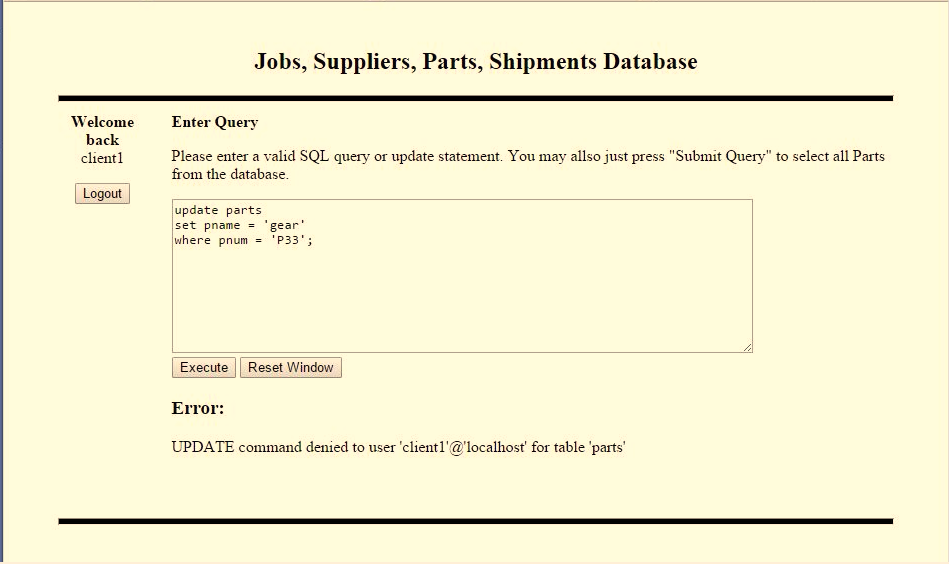 Jobs, Suppliers, Parts, Shipments Database
Welcome
back
client1
Logout
Enter Query
Please enter a valid SQL query or update statement. You may allso just press "Submit Query" to select all Parts
from the database.
update parts
set pname = 'gear'
where pnum = 'P33';
Execute
Reset Window
Error:
UPDATE command denied to user 'client1'@'localhost' for table 'parts'